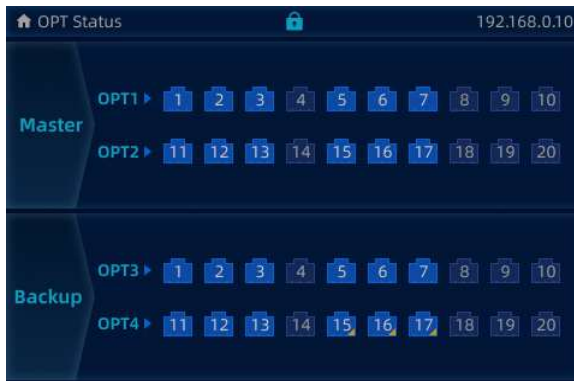 OPT Status 192.168.0.10
Master
OPT1 1 2 3 4 5 6 7 8 9 10
OPT2 11 12 13 14 15 16 17 18 19 20
Backup
OPT3 1 2 3 4 5 6 7 8 9 10
OPT4 11 12 13 14 15 16 17 18 19 20